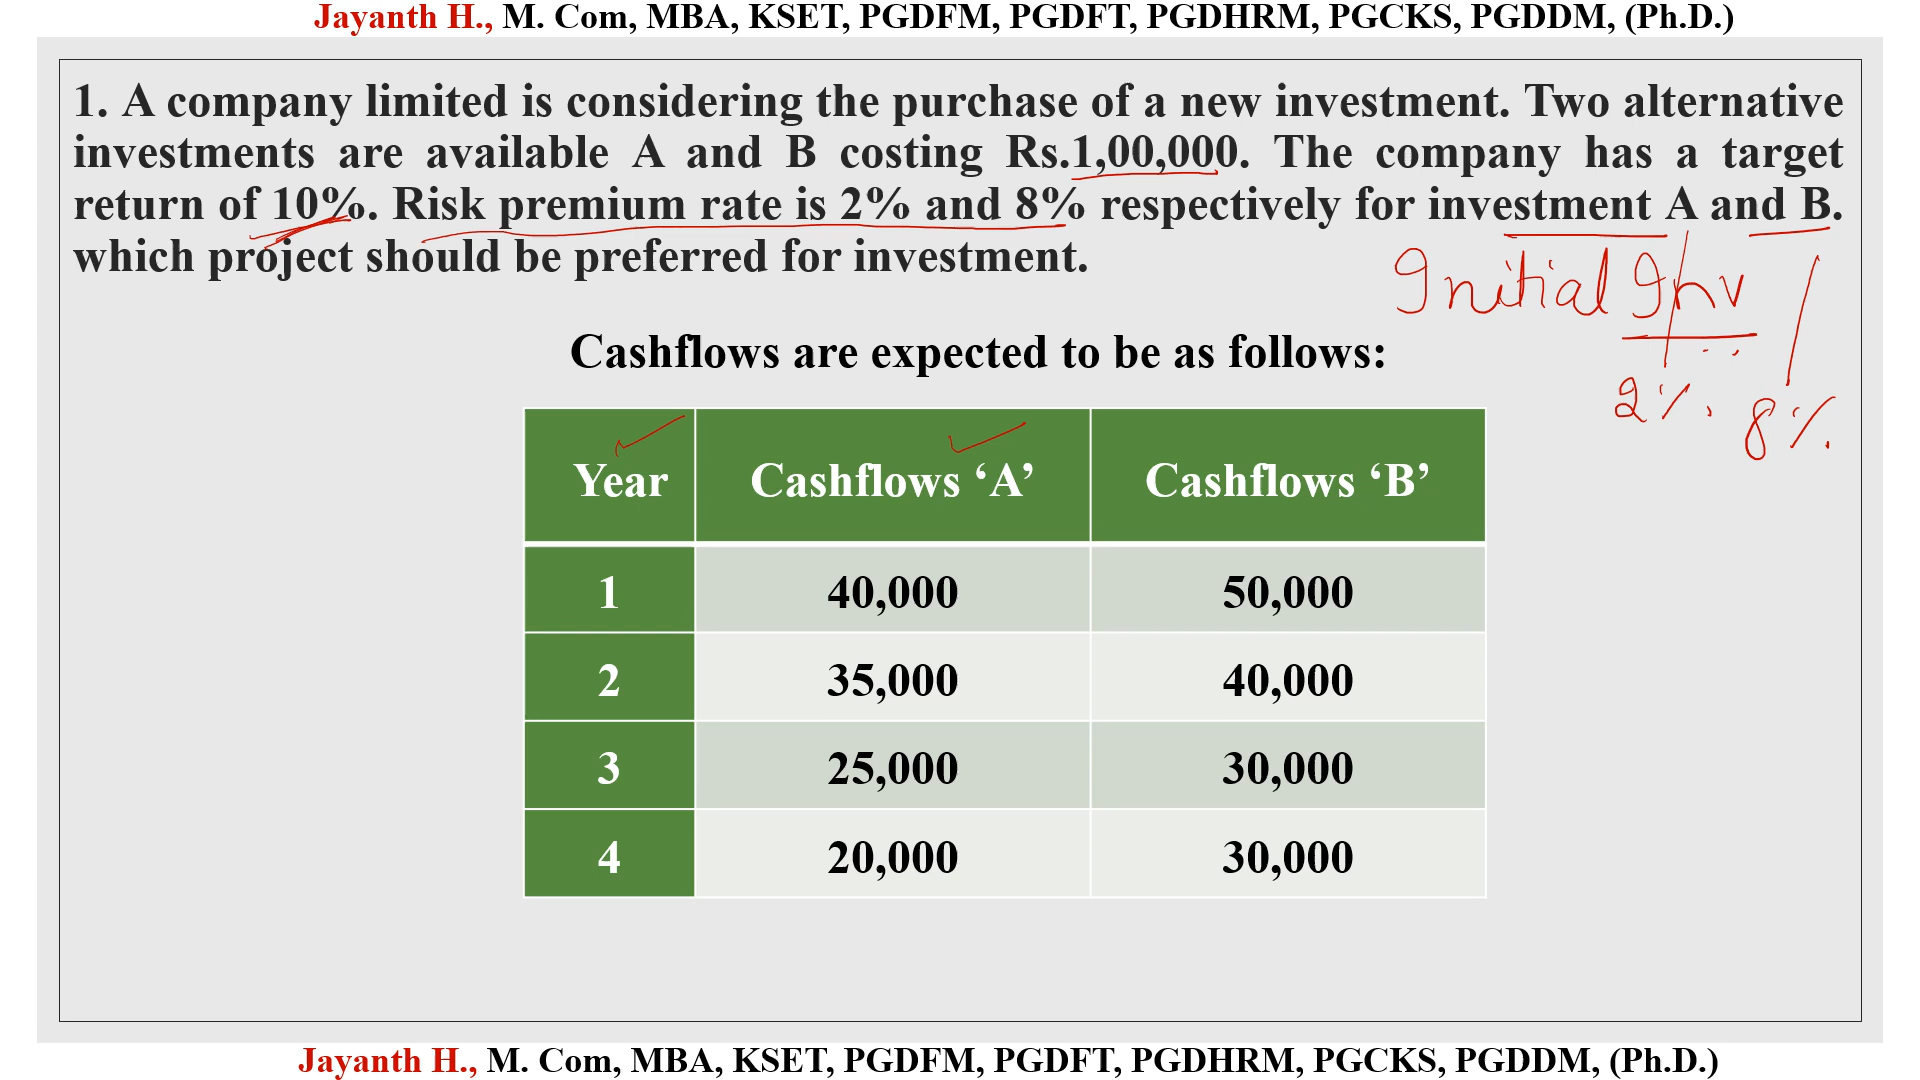 Jayanth H., M. Com, MBA, KSET, PGDFM, PGDFT, PGDHRM, PGCKS, PGDDM, (Ph.D.)
1. A company limited is considering the purchase of a new investment. Two alternative
investments are available A and B costing Rs.1,00,000. The company has a target
return of 10%. Risk premium rate is 2% and 8% respectively for investment A and B.
which project should be preferred for investment.
Initial Inv
2% 8%
Cashflows are expected to be as follows:
Year Cashflows ‘A’ Cashflows ‘B’
1 40,000 50,000
2 35,000 40,000
3 25,000 30,000
4 20,000 30,000
Jayanth H., M. Com, MBA, KSET, PGDFM, PGDFT, PGDHRM, PGCKS, PGDDM, (Ph.D.)